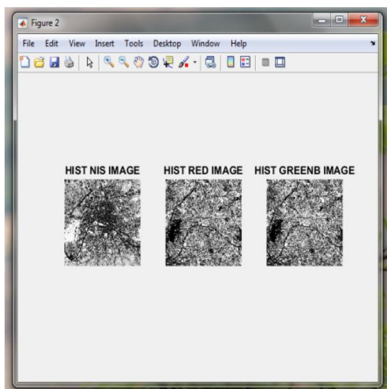 Figure 2
File Edit View Insert Tools Desktop Window Help
HIST NIS IMAGE HIST RED IMAGE HIST GREENB IMAGE